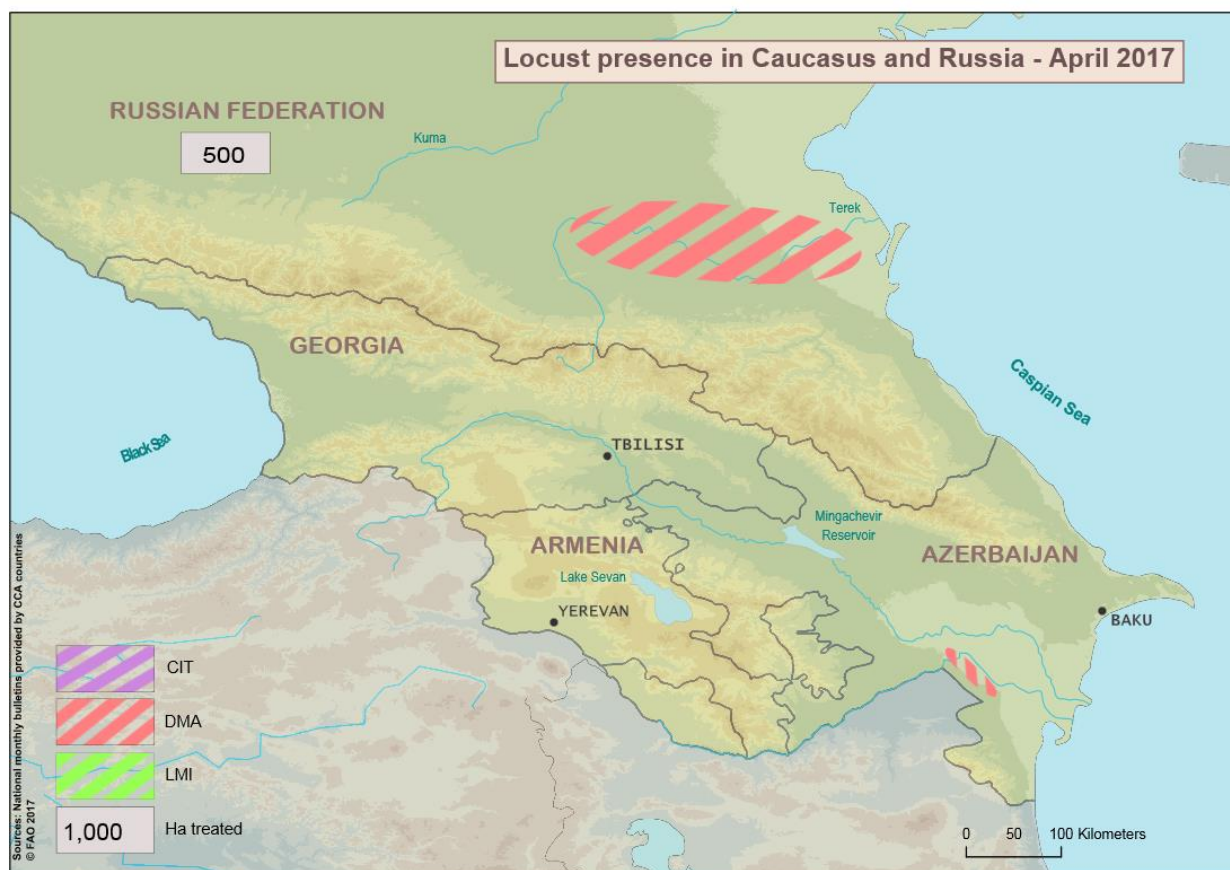 Locust presence in Caucasus and Russia - April 2017
RUSSIAN FEDERATION
500
Kuma
Terek
GEORGIA
Caspian Sea
Black Sea
TBILISI
Mingachevir
Reservoir
ARMENIA
AZERBAIJAN
Lake Sevan
YEREVAN
BAKU
CIT
DMA
LMI
1,000
Ha treated
0 50 100 Kilometers
Sources: National monthly bulletins provided by CCA countries
© FAO 2017